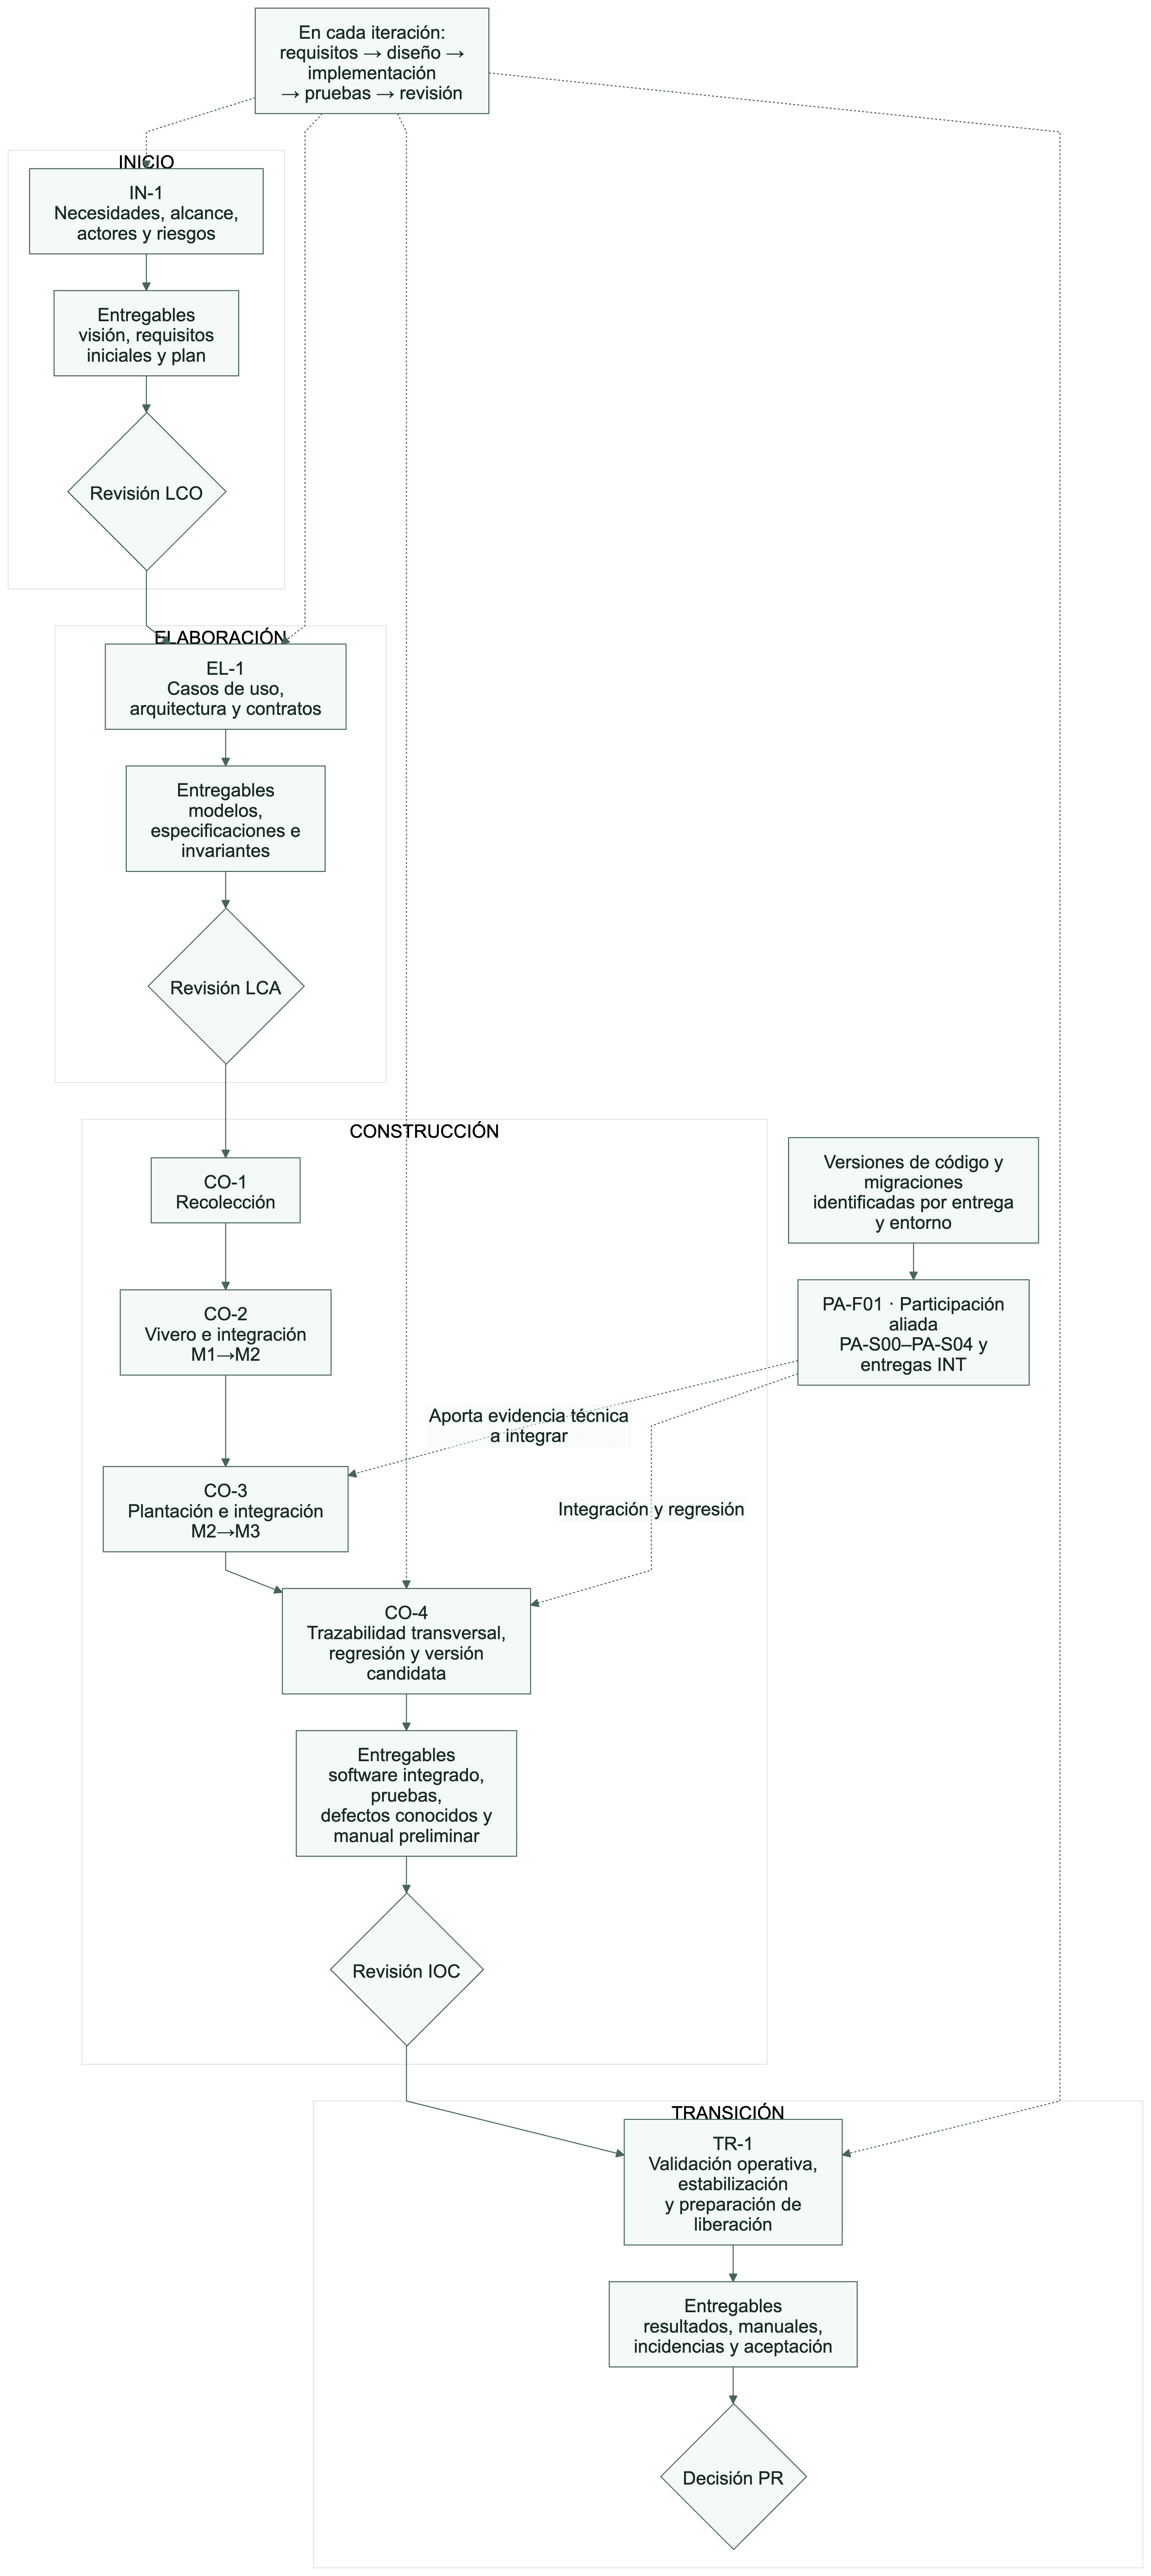 En cada iteración:
requisitos → diseño →
implementación
→ pruebas → revisión
INICIO
IN-1
Necesidades, alcance,
actores y riesgos
Entregables
visión, requisitos
iniciales y plan
Revisión LCO
ELABORACIÓN
EL-1
Casos de uso,
arquitectura y contratos
Entregables
modelos,
especificaciones e
invariantes
Revisión LCA
CONSTRUCCIÓN
CO-1
Recolección
Versiones de código y
migraciones
identificadas por entrega
y entorno
CO-2
Vivero e integración
M1→M2
PA-F01 · Participación
aliada
PA-S00–PA-S04 y
entregas INT
Aporta evidencia técnica
a integrar
CO-3
Plantación e integración
M2→M3
Integración y regresión
CO-4
Trazabilidad transversal,
regresión y versión
candidata
Entregables
software integrado,
pruebas,
defectos conocidos y
manual preliminar
Revisión IOC
TRANSICIÓN
TR-1
Validación operativa,
estabilización
y preparación de
liberación
Entregables
resultados, manuales,
incidencias y aceptación
Decisión PR